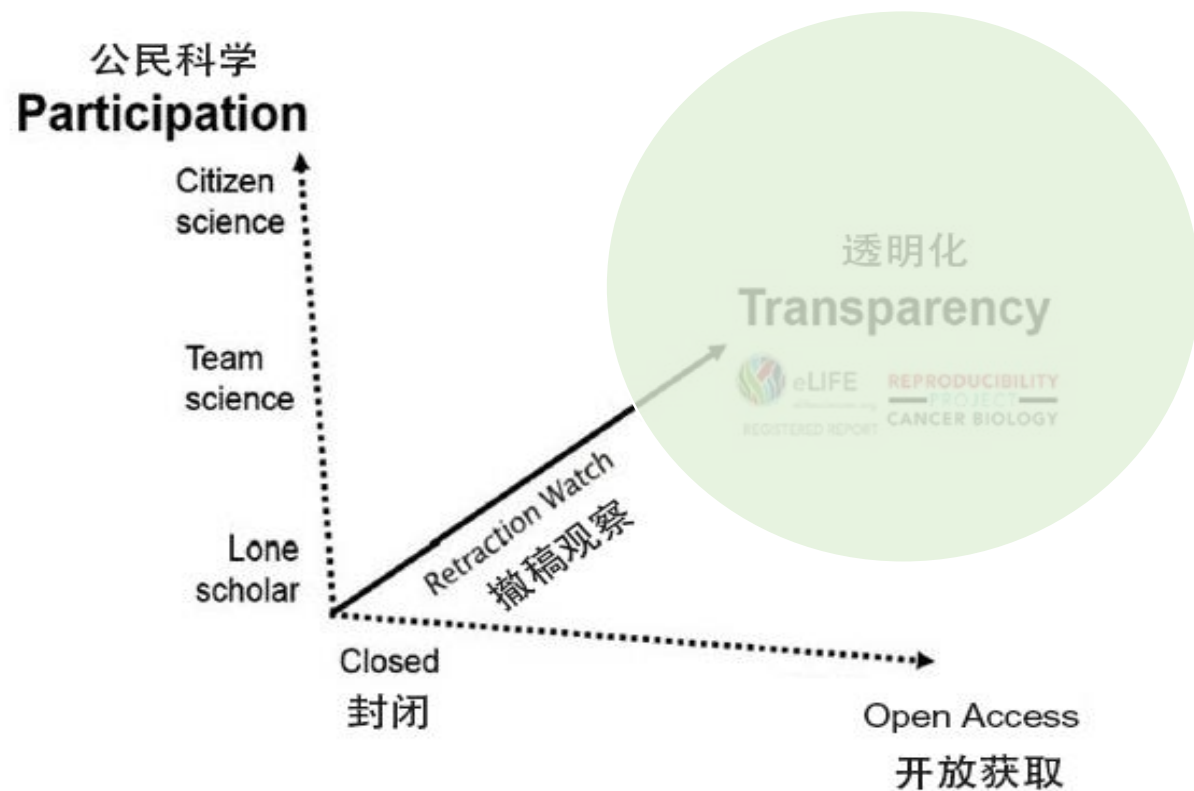 公民科学
Participation
Citizen
science
Team
science
Lone
scholar
透明化
Transparency
eLIFE
REGISTERED REPORT
REPRODUCIBILITY
PROJECT
CANCER BIOLOGY
Retraction Watch
撤稿观察
Closed
封闭
Open Access
开放获取